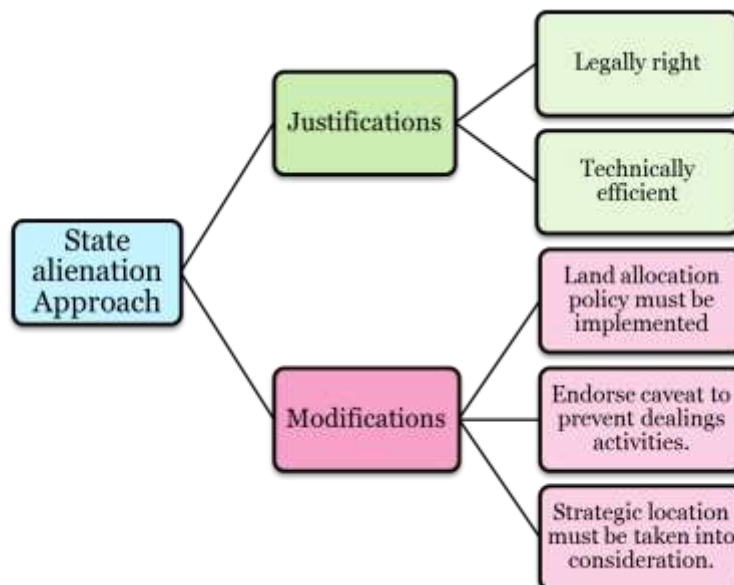 State
alienation
Approach
Justifications
Legally right
Technically
efficient
Modifications
Land allocation
policy must be
implemented
Endorse caveat to
prevent dealings
activities.
Strategic location
must be taken into
consideration.